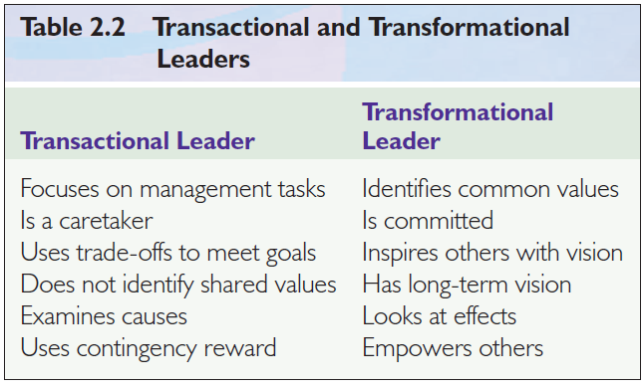 Table 2.2 Transactional and Transformational
Leaders
Transactional Leader
Transformational
Leader
Focuses on management tasks
Identifies common values
Is a caretaker
Is committed
Uses trade-offs to meet goals
Inspires others with vision
Does not identify shared values
Has long-term vision
Examines causes
Looks at effects
Uses contingency reward
Empowers others